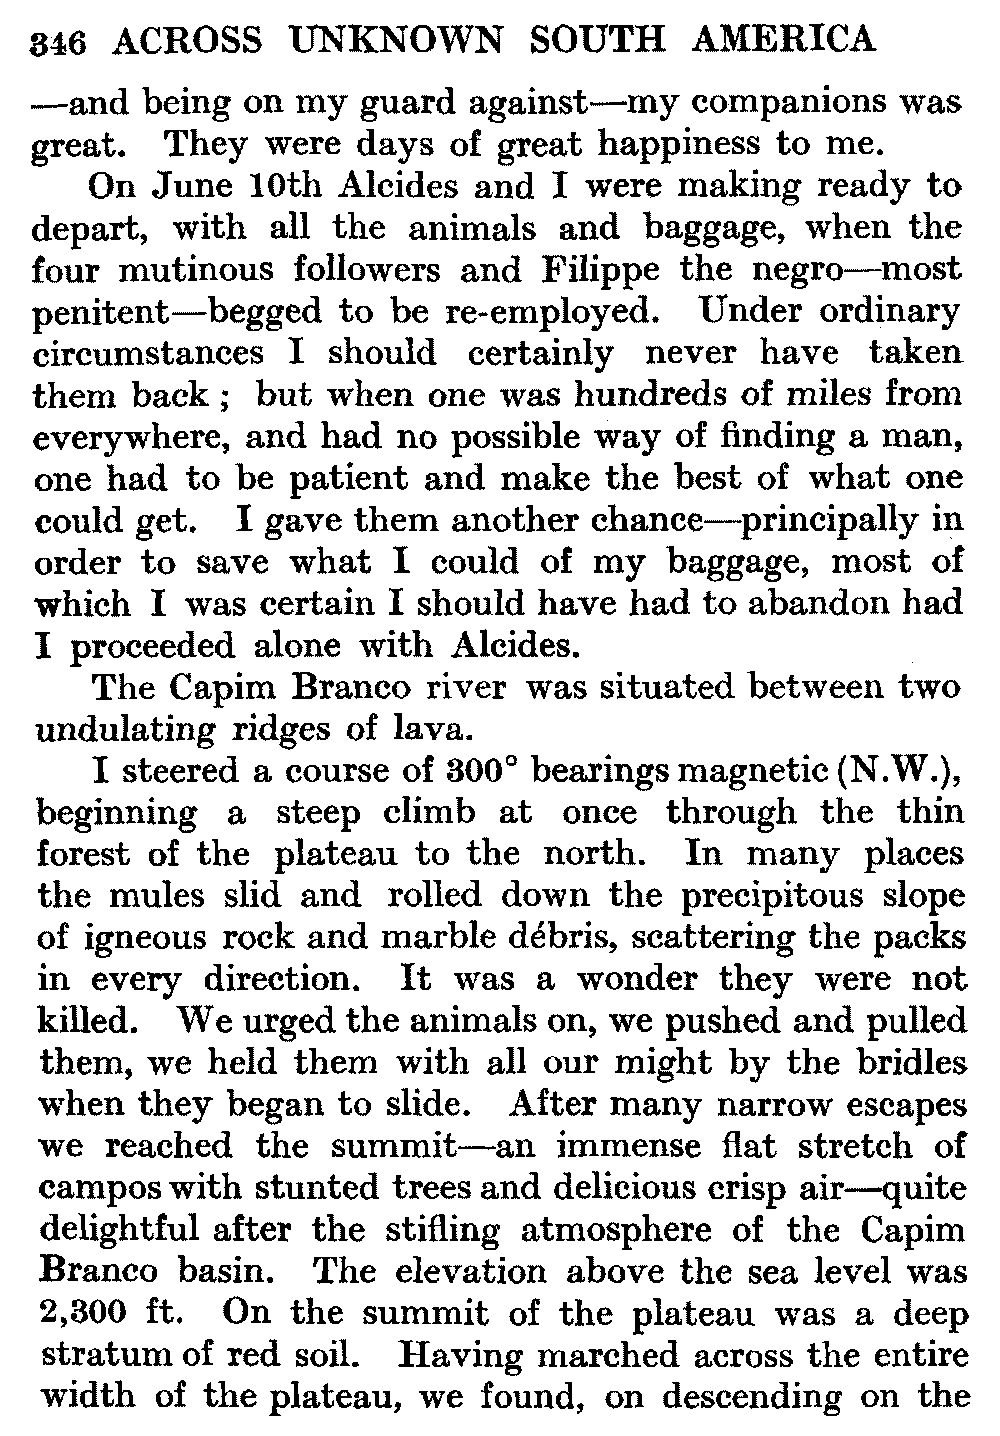 346 ACROSS UNKNOWN SOUTH AMERICA
—and being on my guard against—my companions was
great. They were days of great happiness to me.
On June 10th Alcides and I were making ready to
depart, with all the animals and baggage, when the
four mutinous followers and Filippe the negro—most
penitent—begged to be re-employed. Under ordinary
circumstances I should certainly never have taken
them back ; but when one was hundreds of miles from
everywhere, and had no possible way of finding a man,
one had to be patient and make the best of what one
could get. I gave them another chance—principally in
order to save what I could of my baggage, most of
which I was certain I should have had to abandon had
I proceeded alone with Alcides.
The Capim Branco river was situated between two
undulating ridges of lava.
I steered a course of 300° bearings magnetic (N.W.),
beginning a steep climb at once through the thin
forest of the plateau to the north. In many places
the mules slid and rolled down the precipitous slope
of igneous rock and marble débris, scattering the packs
in every direction. It was a wonder they were not
killed. We urged the animals on, we pushed and pulled
them, we held them with all our might by the bridles
when they began to slide. After many narrow escapes
we reached the summit—an immense flat stretch of
campos with stunted trees and delicious crisp air—quite
delightful after the stifling atmosphere of the Capim
Branco basin. The elevation above the sea level was
2,300 ft. On the summit of the plateau was a deep
stratum of red soil. Having marched across the entire
width of the plateau, we found, on descending on the